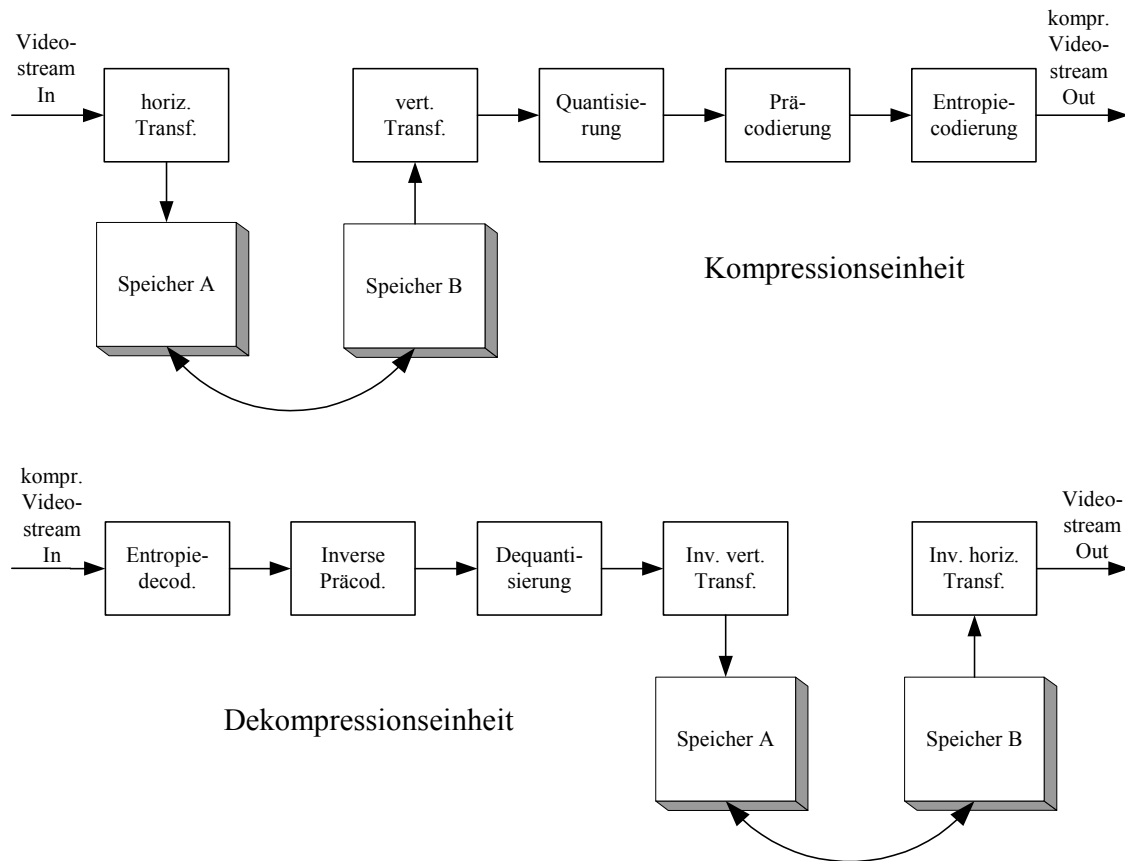 Video-
stream
In
horiz.
Transf.
vert.
Transf.
Quantisie-
rung
Prä-
codierung
Entropie-
codierung
kompr.
Video-
stream
Out
Speicher A
Speicher B
Kompressionseinheit
kompr.
Video-
stream
In
Entropie-
decod.
Inverse
Präcod.
Dequanti-
sierung
Inv. vert.
Transf.
Inv. horiz.
Transf.
Video-
stream
Out
Dekompressionseinheit
Speicher A
Speicher B